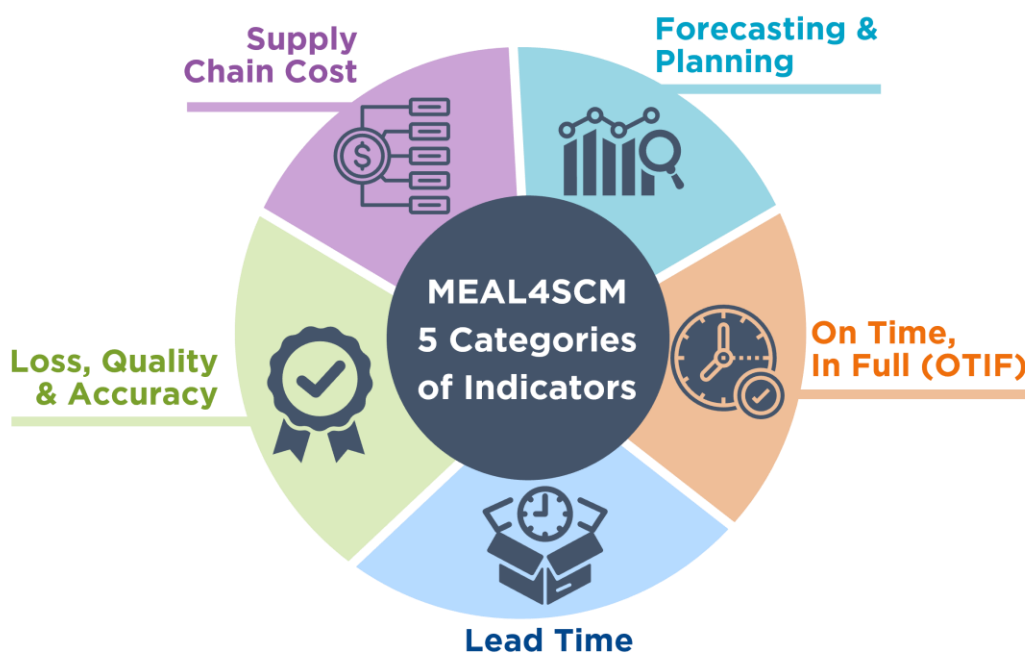 Supply
Chain Cost
Forecasting &
Planning
$
MEAL4SCM
5 Categories
of Indicators
On Time,
In Full (OTIF)
Loss, Quality
& Accuracy
Lead Time